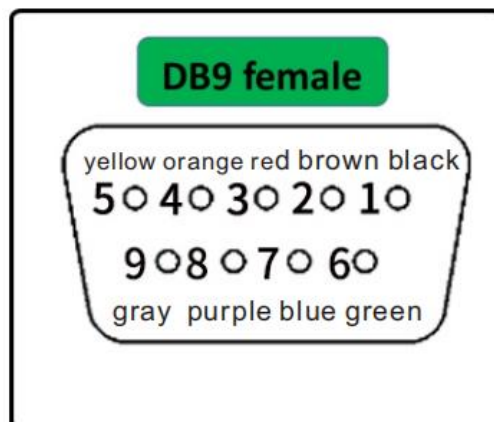 DB9 female
yellow orange red brown black
5 4 3 2 1
9 8 7 6
gray purple blue green